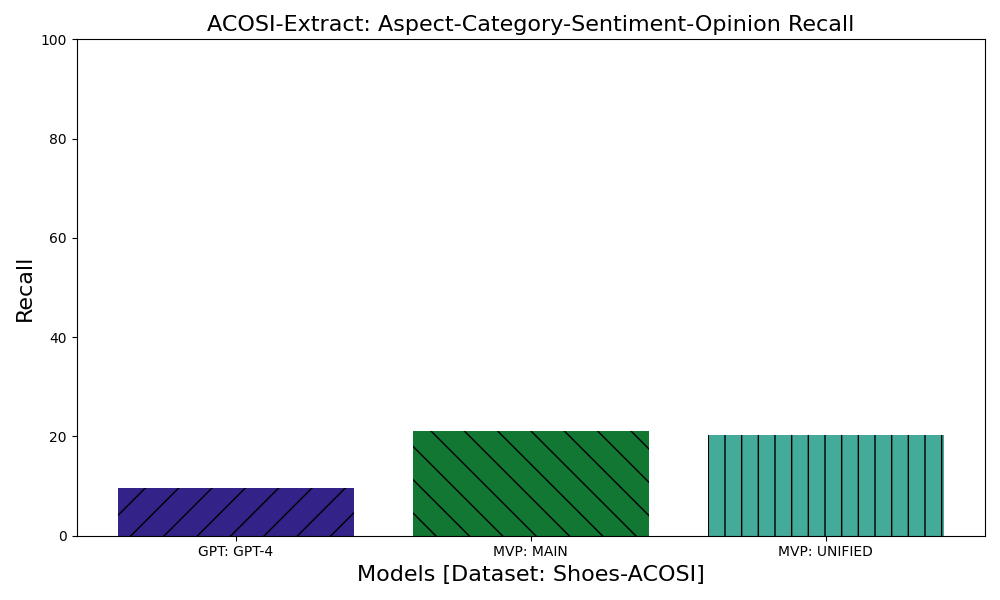 ACOSI-Extract: Aspect-Category-Sentiment-Opinion Recall
100
80
60
40
20
0
Recall
GPT: GPT-4
MVP: MAIN
MVP: UNIFIED
Models [Dataset: Shoes-ACOSI]